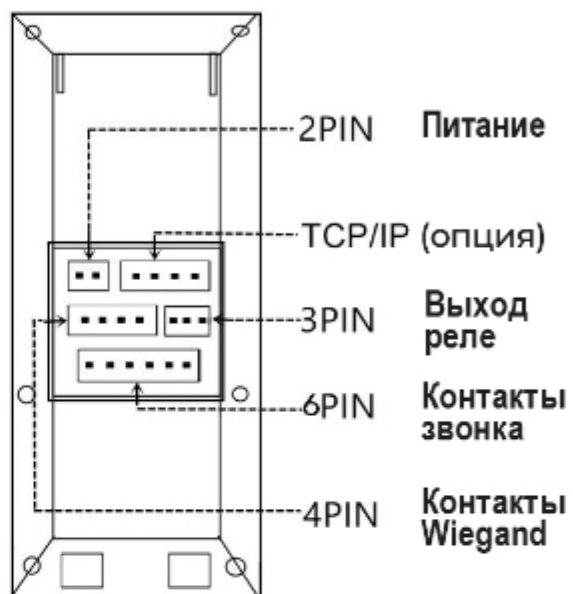 2PIN Питание
TCP/IP (опция)
3PIN Выход
реле
6PIN Контакты
звонка
4PIN Контакты
Wiegand